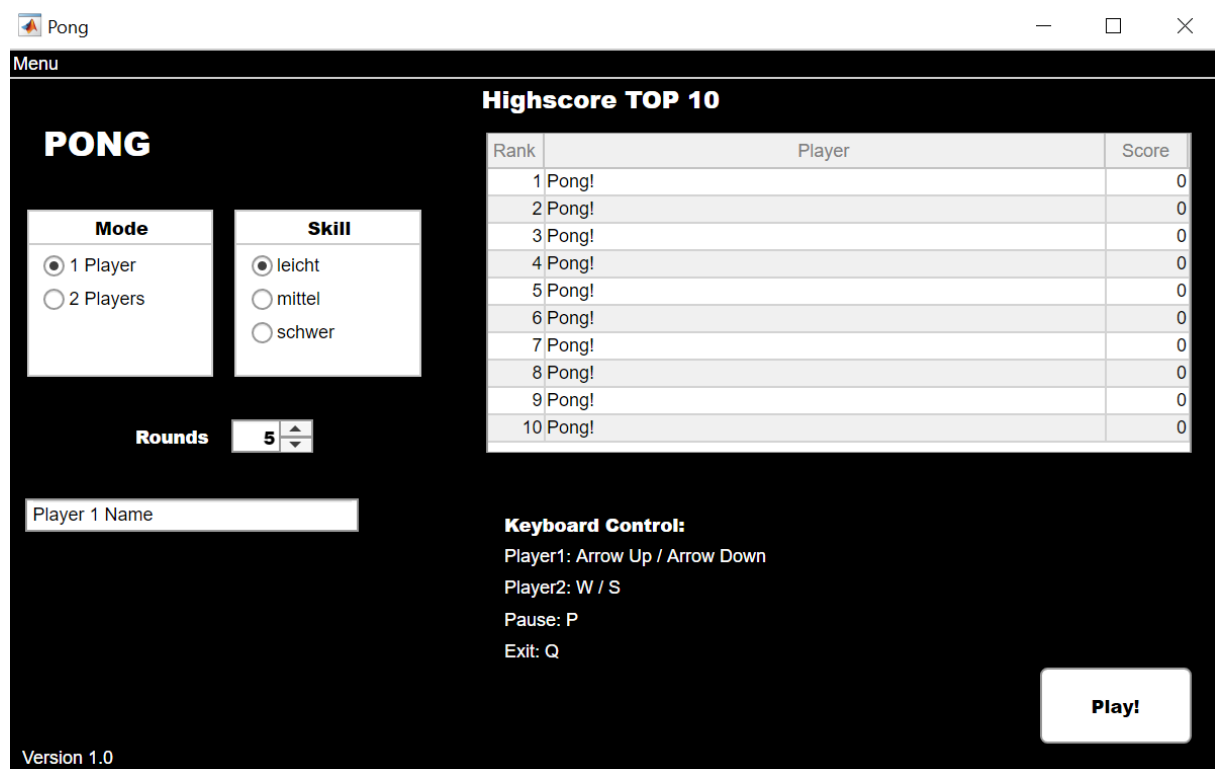 Pong
Menu
PONG
Mode
1 Player
2 Players
Skill
leicht
mittel
schwer
Rounds 5
Player 1 Name
Highscore TOP 10
Rank Player Score
1 Pong! 0
2 Pong! 0
3 Pong! 0
4 Pong! 0
5 Pong! 0
6 Pong! 0
7 Pong! 0
8 Pong! 0
9 Pong! 0
10 Pong! 0
Keyboard Control:
Player1: Arrow Up / Arrow Down
Player2: W / S
Pause: P
Exit: Q
Play!
Version 1.0